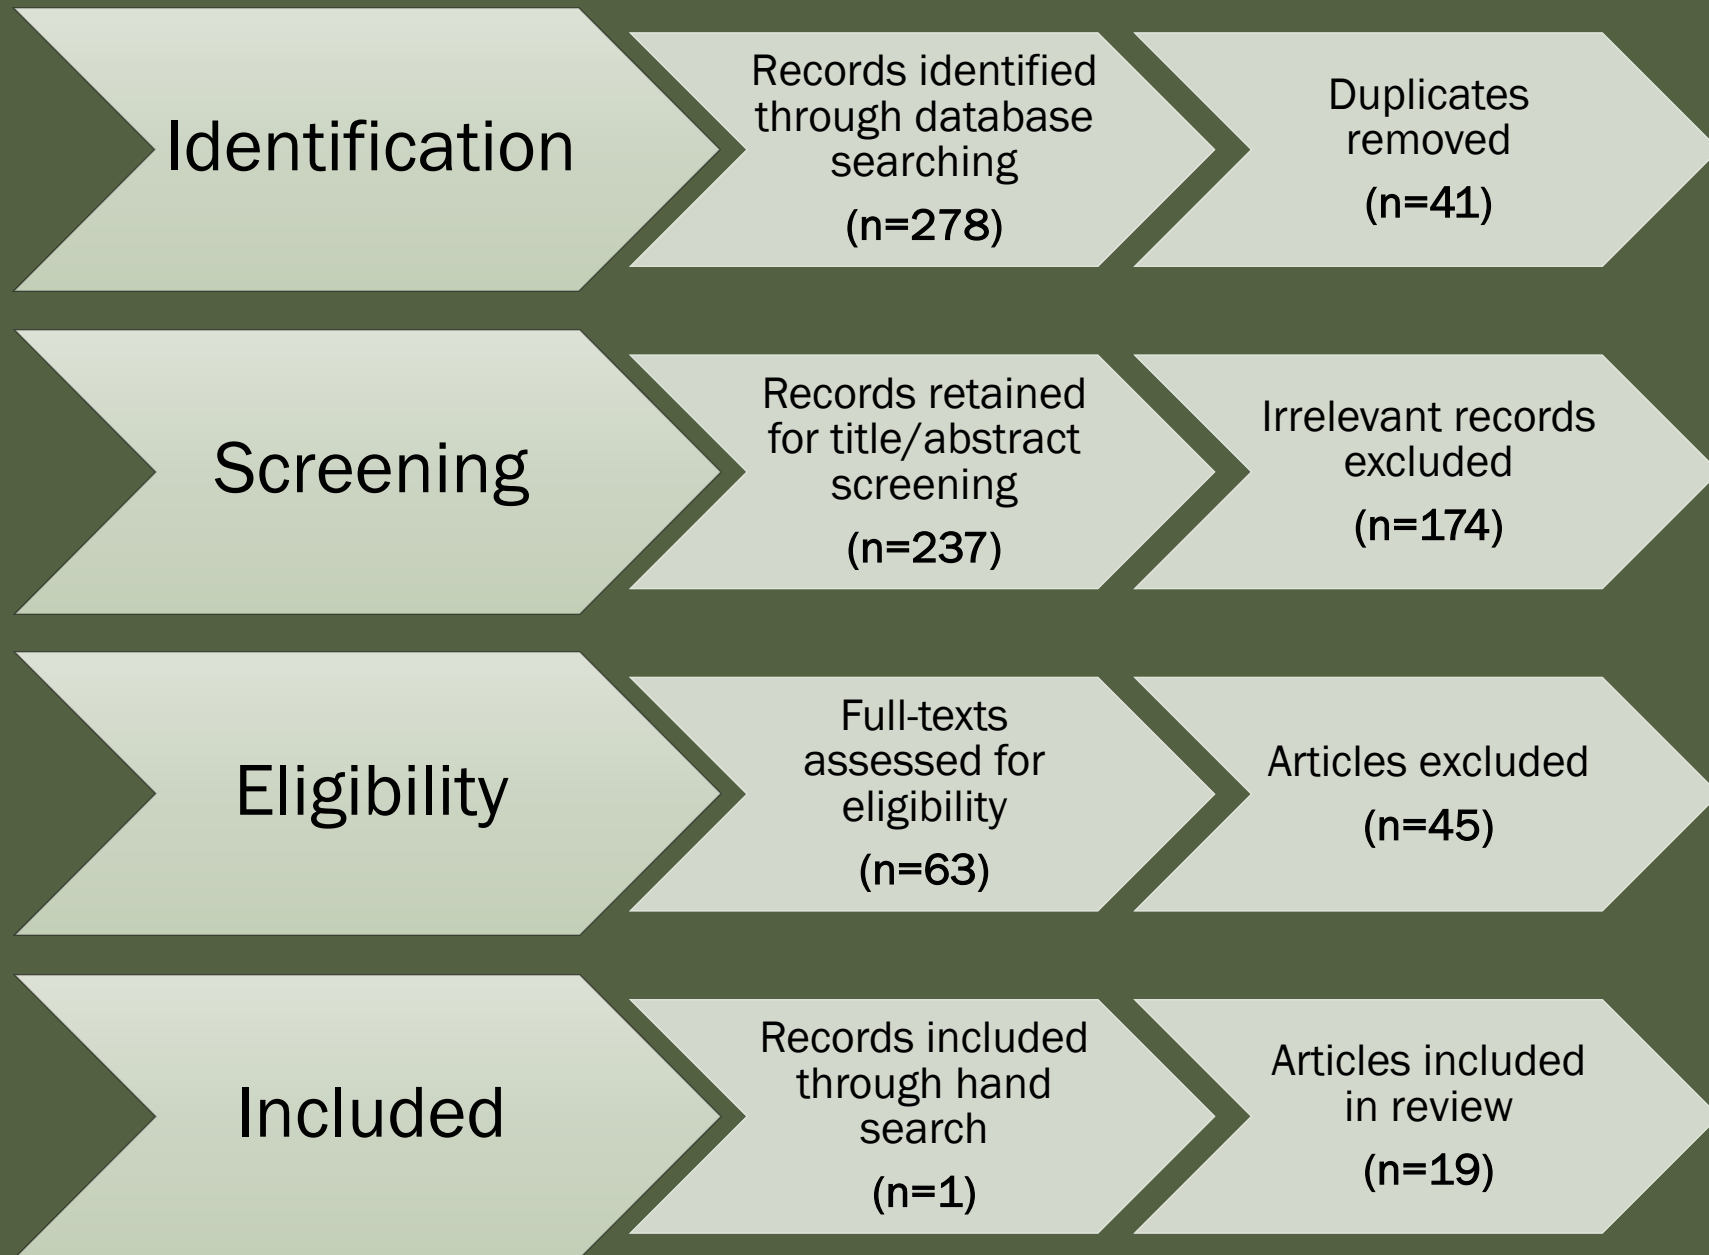 Identification
Records identified
through database
searching
(n=278)
Duplicates
removed
(n=41)
Screening
Records retained
for title/abstract
screening
(n=237)
Irrelevant records
excluded
(n=174)
Eligibility
Full-texts
assessed for
eligibility
(n=63)
Articles excluded
(n=45)
Included
Records included
through hand
search
(n=1)
Articles included
in review
(n=19)